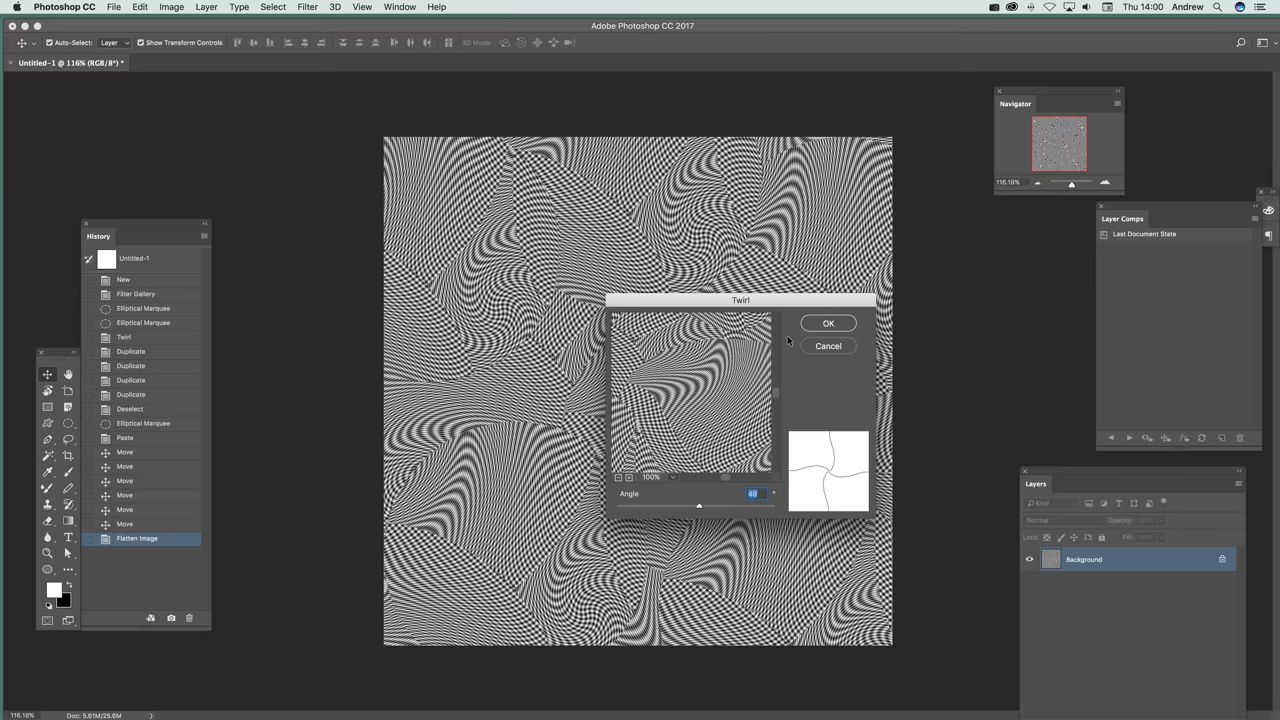 Photoshop CC File Edit Image Layer Type Select Filter 3D View Window Help Thu 14:00 Andrew
Adobe Photoshop CC 2017
Auto-Select: Layer Show Transform Controls 3D Mode:
Untitled-1 @ 116% (RGB/8*) *
Navigator
116.18%
Layer Comps
Last Document State
History
Untitled-1
New
Filter Gallery
Elliptical Marquee
Elliptical Marquee
Twirl
Duplicate
Duplicate
Duplicate
Duplicate
Deselect
Elliptical Marquee
Paste
Move
Move
Move
Move
Move
Move
Flatten Image
Twirl
OK
Cancel
100%
Angle 49 °
Layers
Kind
Normal Opacity: 100%
Lock: Fill: 100%
Background
116.18% Doc: 5.61M/25.6M